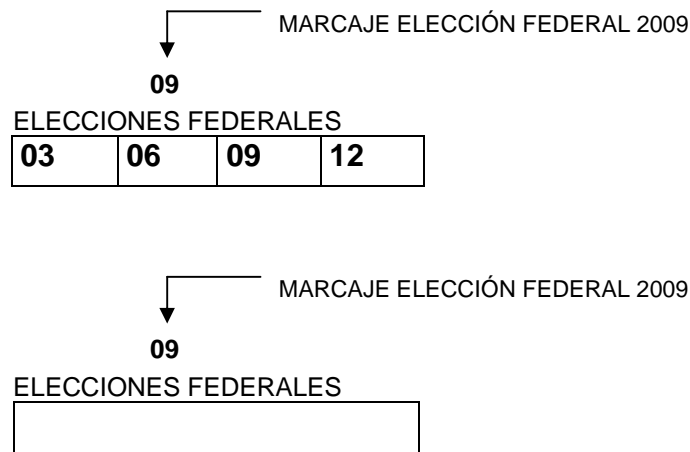 MARCAJE ELECCIÓN FEDERAL 2009
09
ELECCIONES FEDERALES
03 06 09 12
MARCAJE ELECCIÓN FEDERAL 2009
09
ELECCIONES FEDERALES